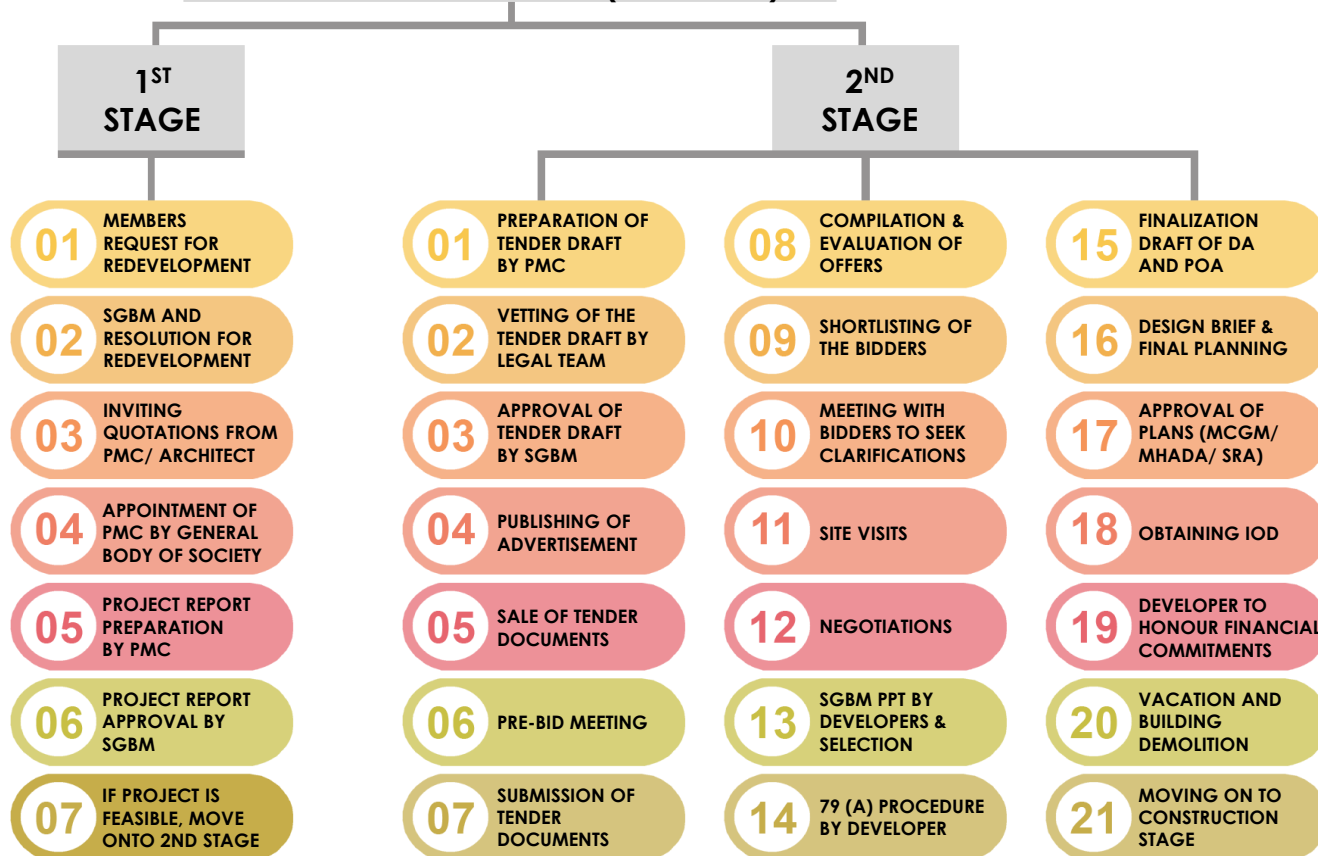 1ST
STAGE
01
MEMBERS
REQUEST FOR
REDEVELOPMENT
02
SGBM AND
RESOLUTION FOR
REDEVELOPMENT
03
INVITING
QUOTATIONS FROM
PMC/ ARCHITECT
04
APPOINTMENT OF
PMC BY GENERAL
BODY OF SOCIETY
05
PROJECT REPORT
PREPARATION
BY PMC
06
PROJECT REPORT
APPROVAL BY
SGBM
07
IF PROJECT IS
FEASIBLE, MOVE
ONTO 2ND STAGE
2ND
STAGE
01
PREPARATION OF
TENDER DRAFT
BY PMC
02
VETTING OF THE
TENDER DRAFT BY
LEGAL TEAM
03
APPROVAL OF
TENDER DRAFT
BY SGBM
04
PUBLISHING OF
ADVERTISEMENT
05
SALE OF TENDER
DOCUMENTS
06
PRE-BID MEETING
07
SUBMISSION OF
TENDER
DOCUMENTS
08
COMPILATION &
EVALUATION OF
OFFERS
09
SHORTLISTING OF
THE BIDDERS
10
MEETING WITH
BIDDERS TO SEEK
CLARIFICATIONS
11
SITE VISITS
12
NEGOTIATIONS
13
SGBM PPT BY
DEVELOPERS &
SELECTION
14
79 (A) PROCEDURE
BY DEVELOPER
15
FINALIZATION
DRAFT OF DA
AND POA
16
DESIGN BRIEF &
FINAL PLANNING
17
APPROVAL OF
PLANS (MCGM/
MHADA/ SRA)
18
OBTAINING IOD
19
DEVELOPER TO
HONOUR FINANCIAL
COMMITMENTS
20
VACATION AND
BUILDING
DEMOLITION
21
MOVING ON TO
CONSTRUCTION
STAGE